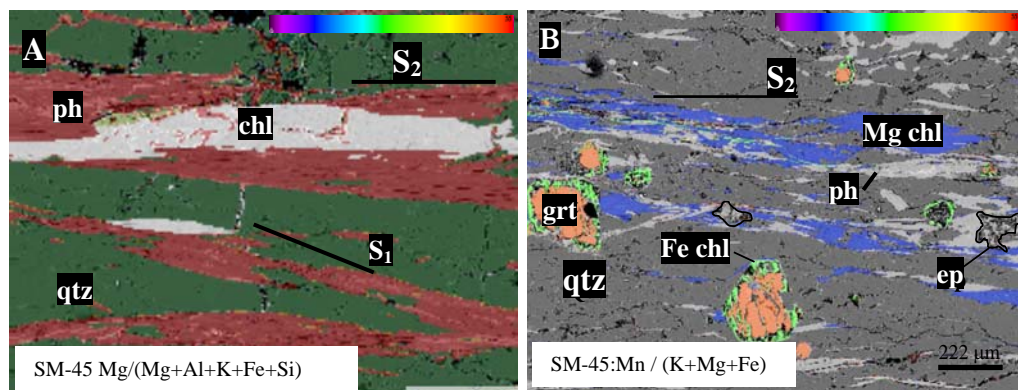 A
S2
ph
chl
S1
qtz
SM-45 Mg/(Mg+Al+K+Fe+Si)
B
S2
Mg chl
ph
grt
Fe chl
qtz
ep
222 μm
SM-45:Mn / (K+Mg+Fe)